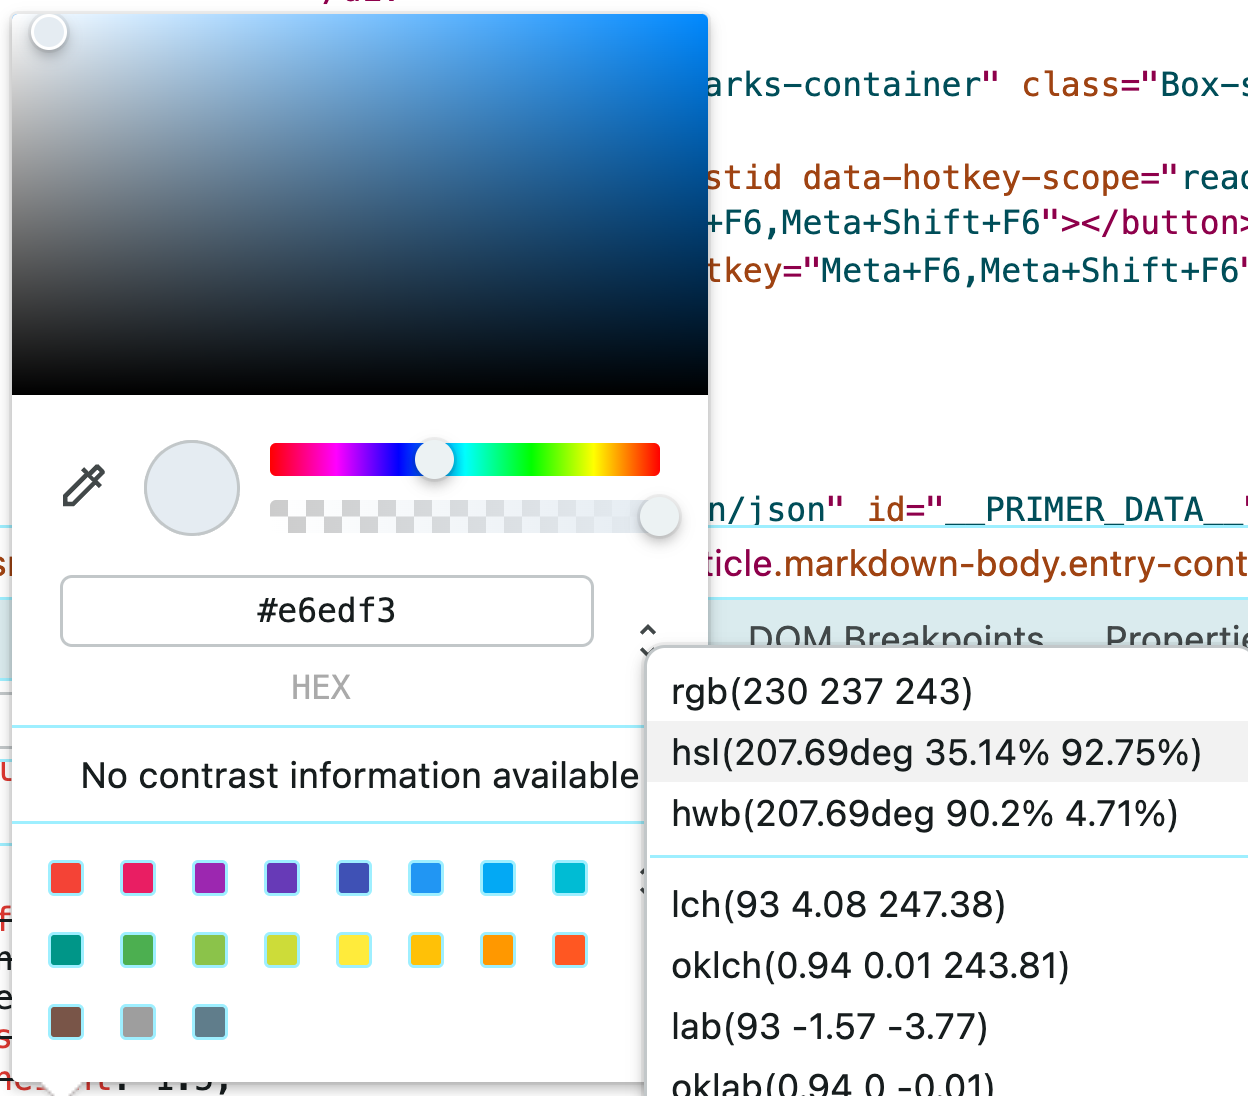 arks-container" class="Box-s
stid data-hotkey-scope="read
+F6,Meta+Shift+F6"></button>
tkey="Meta+F6,Meta+Shift+F6"
n/json" id="__PRIMER_DATA__"
ticle.markdown-body.entry-cont
#e6edf3
HEX
DOM Breakpoints Propertie
rgb(230 237 243)
hsl(207.69deg 35.14% 92.75%)
hwb(207.69deg 90.2% 4.71%)
No contrast information available
lch(93 4.08 247.38)
oklch(0.94 0.01 243.81)
lab(93 -1.57 -3.77)
oklab(0.94 0 -0.01)